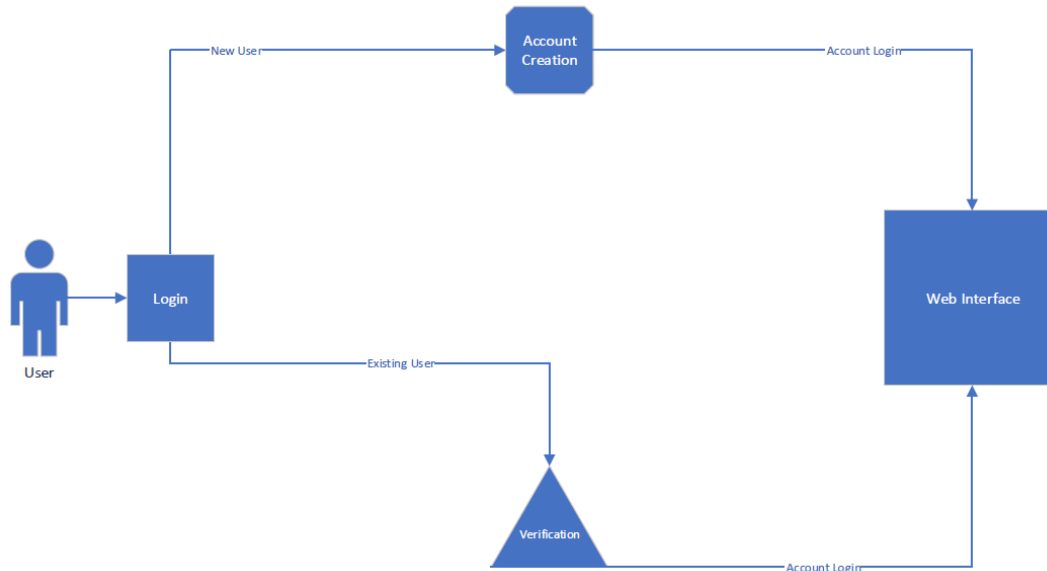 New User
Account
Creation
Account Login
Login
Web Interface
User
Existing User
Verification
Account Login